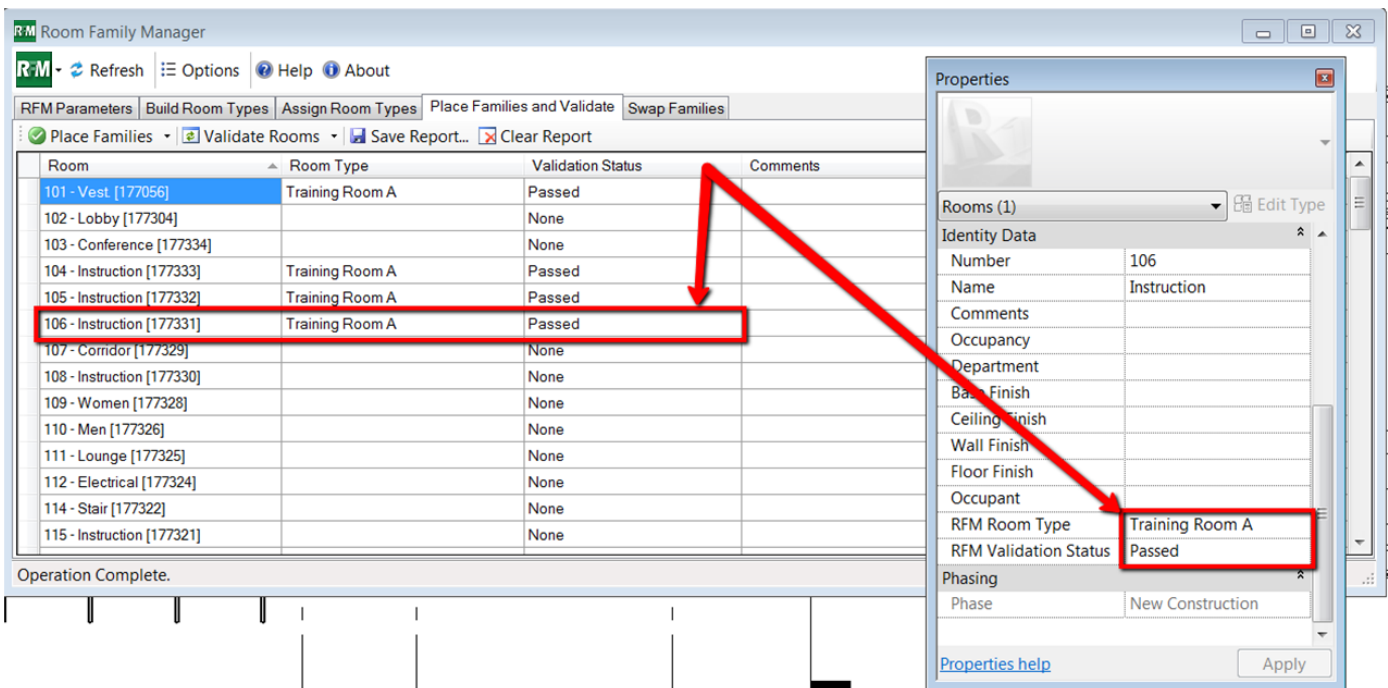 RFM Room Family Manager
RFM Refresh Options Help About
RFM Parameters Build Room Types Assign Room Types Place Families and Validate Swap Families
Place Families Validate Rooms Save Report... Clear Report
Room Room Type Validation Status Comments
101 - Vest. [177056] Training Room A Passed
102 - Lobby [177304] None
103 - Conference [177334] None
104 - Instruction [177333] Training Room A Passed
105 - Instruction [177332] Training Room A Passed
106 - Instruction [177331] Training Room A Passed
107 - Corridor [177329] None
108 - Instruction [177330] None
109 - Women [177328] None
110 - Men [177326] None
111 - Lounge [177325] None
112 - Electrical [177324] None
114 - Stair [177322] None
115 - Instruction [177321] None
Operation Complete.
Properties
Rooms (1) Edit Type
Identity Data
Number 106
Name Instruction
Comments
Occupancy
Department
Base Finish
Ceiling Finish
Wall Finish
Floor Finish
Occupant
RFM Room Type Training Room A
RFM Validation Status Passed
Phasing
Phase New Construction
Properties help Apply